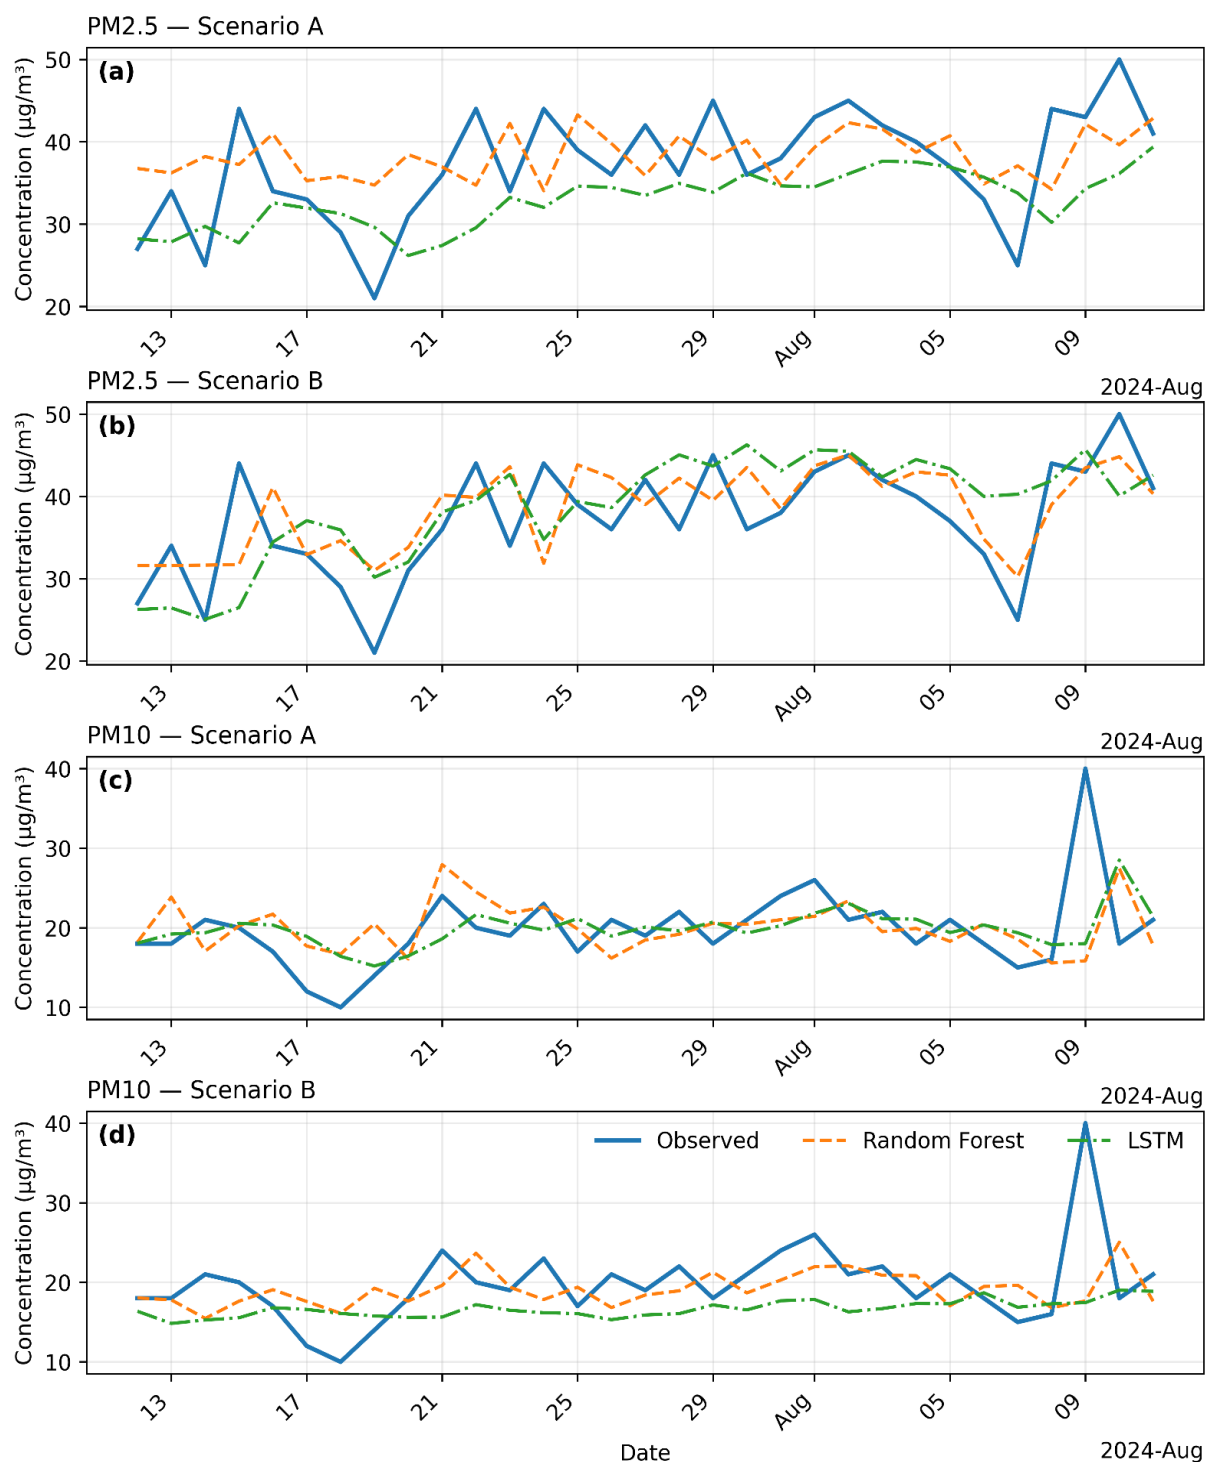 PM2.5 — Scenario A
(a)
Concentration (μg/m³)
50
40
30
20
13 17 21 25 29 Aug 05 09
2024-Aug
PM2.5 — Scenario B
(b)
Concentration (μg/m³)
50
40
30
20
13 17 21 25 29 Aug 05 09
2024-Aug
PM10 — Scenario A
(c)
Concentration (μg/m³)
40
30
20
10
13 17 21 25 29 Aug 05 09
2024-Aug
PM10 — Scenario B
(d)
Observed Random Forest LSTM
Concentration (μg/m³)
40
30
20
10
13 17 21 25 29 Aug 05 09
Date
2024-Aug